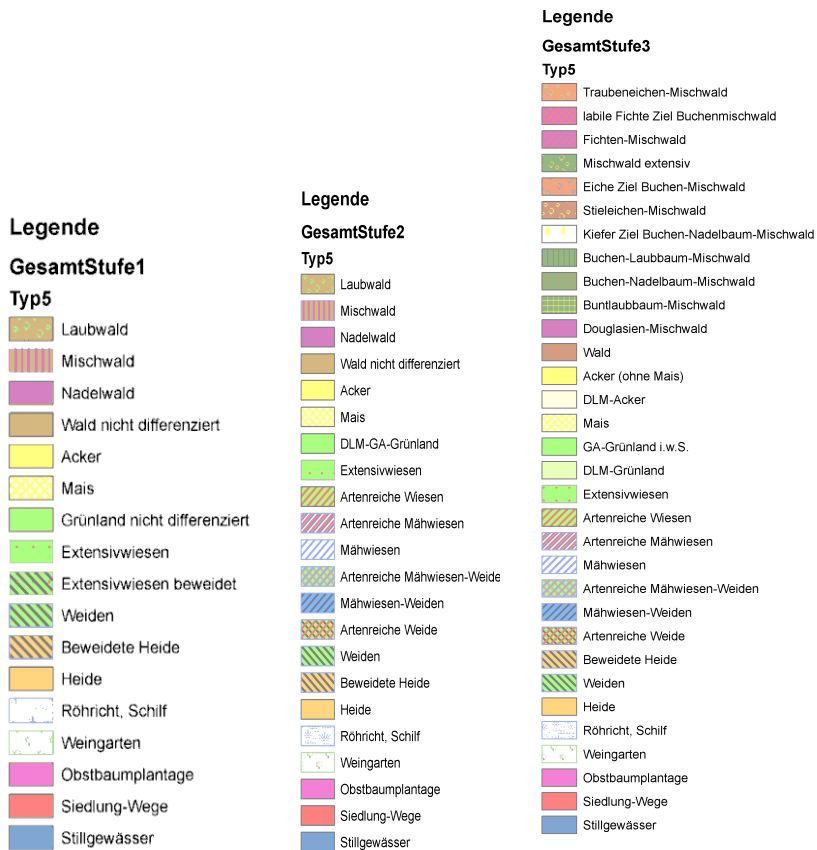 Legende
GesamtStufe1
Typ5
Laubwald
Mischwald
Nadelwald
Wald nicht differenziert
Acker
Mais
Grünland nicht differenziert
Extensivwiesen
Extensivwiesen beweidet
Weiden
Beweidete Heide
Heide
Röhricht, Schilf
Weingarten
Obstbaumplantage
Siedlung-Wege
Stillgewässer
Legende
GesamtStufe2
Typ5
Laubwald
Mischwald
Nadelwald
Wald nicht differenziert
Acker
Mais
DLM-GA-Grünland
Extensivwiesen
Artenreiche Wiesen
Artenreiche Mähwiesen
Mähwiesen
Artenreiche Mähwiesen-Weide
Mähwiesen-Weiden
Artenreiche Weide
Weiden
Beweidete Heide
Heide
Röhricht, Schilf
Weingarten
Obstbaumplantage
Siedlung-Wege
Stillgewässer
Legende
GesamtStufe3
Typ5
Traubeneichen-Mischwald
labile Fichte Ziel Buchenmischwald
Fichten-Mischwald
Mischwald extensiv
Eiche Ziel Buchen-Mischwald
Stieleichen-Mischwald
Kiefer Ziel Buchen-Nadelbaum-Mischwald
Buchen-Laubbaum-Mischwald
Buchen-Nadelbaum-Mischwald
Buntlaubbaum-Mischwald
Douglasien-Mischwald
Wald
Acker (ohne Mais)
DLM-Acker
Mais
GA-Grünland i.w.S.
DLM-Grünland
Extensivwiesen
Artenreiche Wiesen
Artenreiche Mähwiesen
Mähwiesen
Artenreiche Mähwiesen-Weiden
Mähwiesen-Weiden
Artenreiche Weide
Beweidete Heide
Weiden
Heide
Röhricht, Schilf
Weingarten
Obstbaumplantage
Siedlung-Wege
Stillgewässer